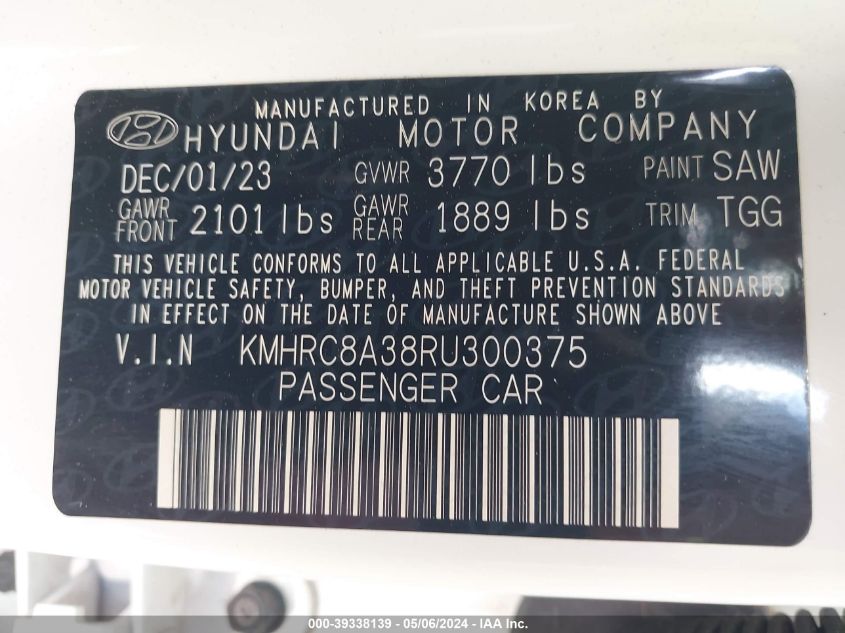 MANUFACTURED IN KOREA BY
HYUNDAI MOTOR COMPANY
DEC/01/23 GVWR 3770 lbs PAINT SAW
GAWR FRONT 2101 lbs GAWR REAR 1889 lbs TRIM TGG
THIS VEHICLE CONFORMS TO ALL APPLICABLE U.S.A. FEDERAL
MOTOR VEHICLE SAFETY, BUMPER, AND THEFT PREVENTION STANDARDS
IN EFFECT ON THE DATE OF MANUFACTURE SHOWN ABOVE
V.I.N KMHRC8A38RU300375
PASSENGER CAR
000-39338139 - 05/06/2024 - IAA Inc.